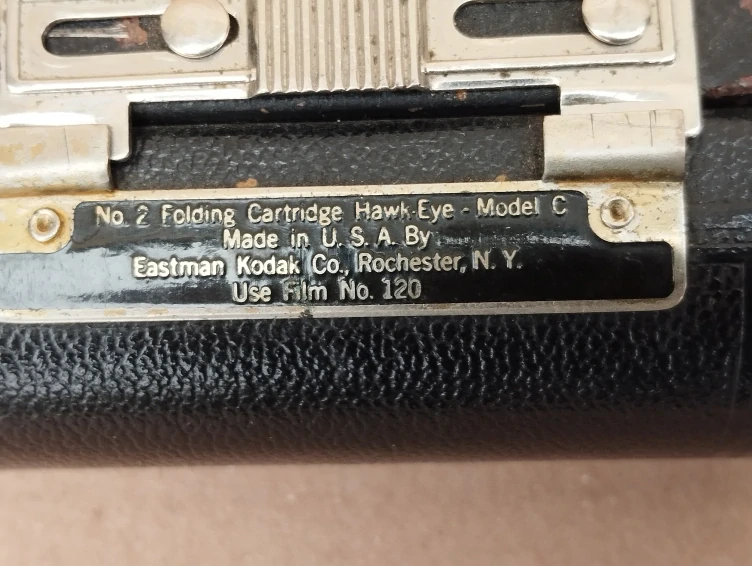 No. 2 Folding Cartridge Hawk-Eye - Model C
Made in U. S. A. By
Eastman Kodak Co., Rochester, N. Y.
Use Film No. 120